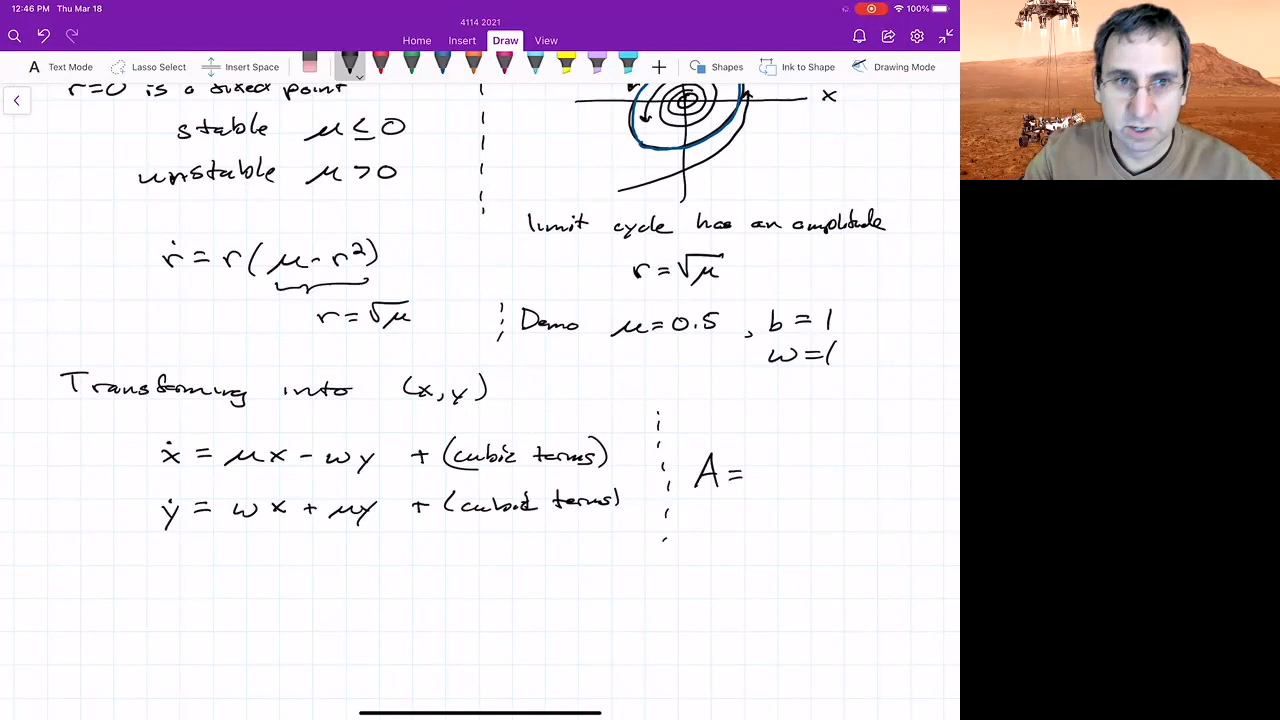 12:46 PM Thu Mar 18
100%
4114 2021
Home Insert Draw View
A Text Mode Lasso Select Insert Space Shapes Ink to Shape Drawing Mode
r=0 is a fixed point
stable μ ≤ 0
unstable μ > 0
ṙ = r(μ - r²)
r = √μ
x
limit cycle has an amplitude
r = √μ
Demo μ = 0.5, b = 1
ω = 1
Transforming into (x, y)
ẋ = μx - ωy + (cubic terms)
ẏ = ωx + μy + (cubic terms)
A =